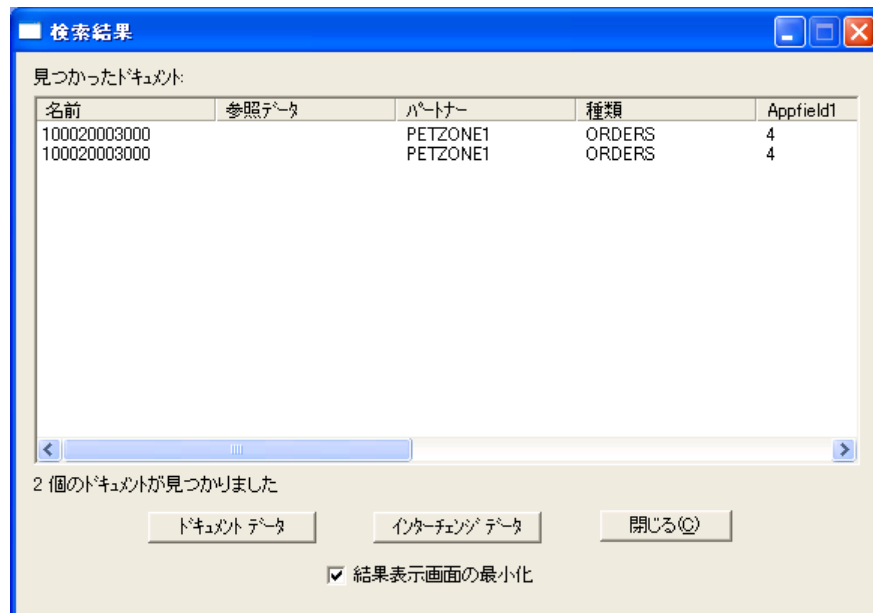 検索結果
見つかったﾄﾞｷｭﾒﾝﾄ:
名前 参照ﾃﾞｰﾀ ﾊﾟｰﾄﾅｰ 種類 Appfield1
100020003000 PETZONE1 ORDERS 4
100020003000 PETZONE1 ORDERS 4
2 個のﾄﾞｷｭﾒﾝﾄが見つかりました
ﾄﾞｷｭﾒﾝﾄ ﾃﾞｰﾀ ｲﾝﾀｰﾁｪﾝｼﾞ ﾃﾞｰﾀ 閉じる(C)
結果表示画面の最小化